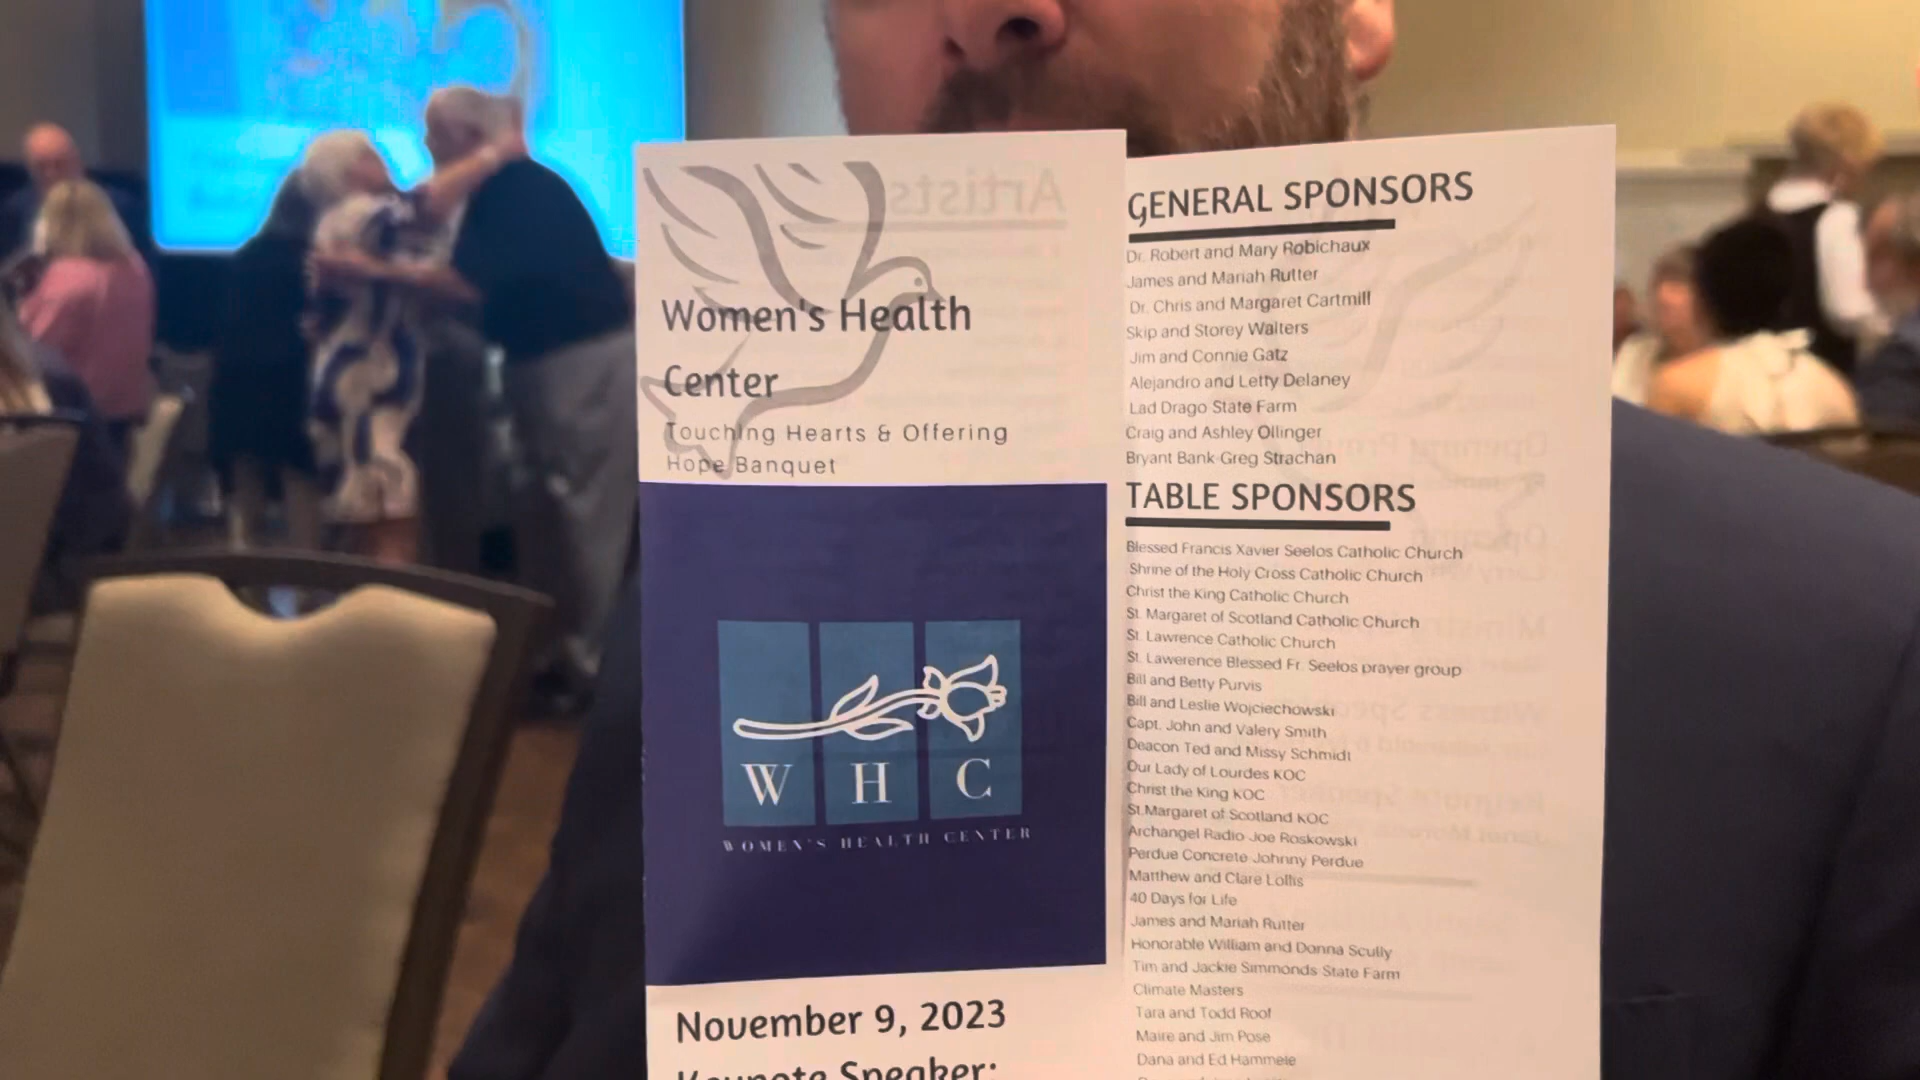 Women's Health
Center
Touching Hearts & Offering
Hope Banquet
W H C
WOMEN'S HEALTH CENTER
November 9, 2023
Keynote Speaker:
GENERAL SPONSORS
Dr. Robert and Mary Robichaux
James and Mariah Rutter
Dr. Chris and Margaret Cartmill
Skip and Storey Walters
Jim and Connie Gatz
Alejandro and Letty Delaney
Lad Drago State Farm
Craig and Ashley Ollinger
Bryant Bank-Greg Strachan
TABLE SPONSORS
Blessed Francis Xavier Seelos Catholic Church
Shrine of the Holy Cross Catholic Church
Christ the King Catholic Church
St. Margaret of Scotland Catholic Church
St. Lawrence Catholic Church
St. Lawerence Blessed Fr. Seelos prayer group
Bill and Betty Purvis
Bill and Leslie Wojciechowski
Capt. John and Valery Smith
Deacon Ted and Missy Schmidt
Our Lady of Lourdes KOC
Christ the King KOC
St.Margaret of Scotland KOC
Archangel Radio-Joe Roskowski
Perdue Concrete-Johnny Perdue
Matthew and Clare Loflis
40 Days for Life
James and Mariah Rutter
Honorable William and Donna Scully
Tim and Jackie Simmonds State Farm
Climate Masters
Tara and Todd Roof
Maire and Jim Pose
Dana and Ed Hammele